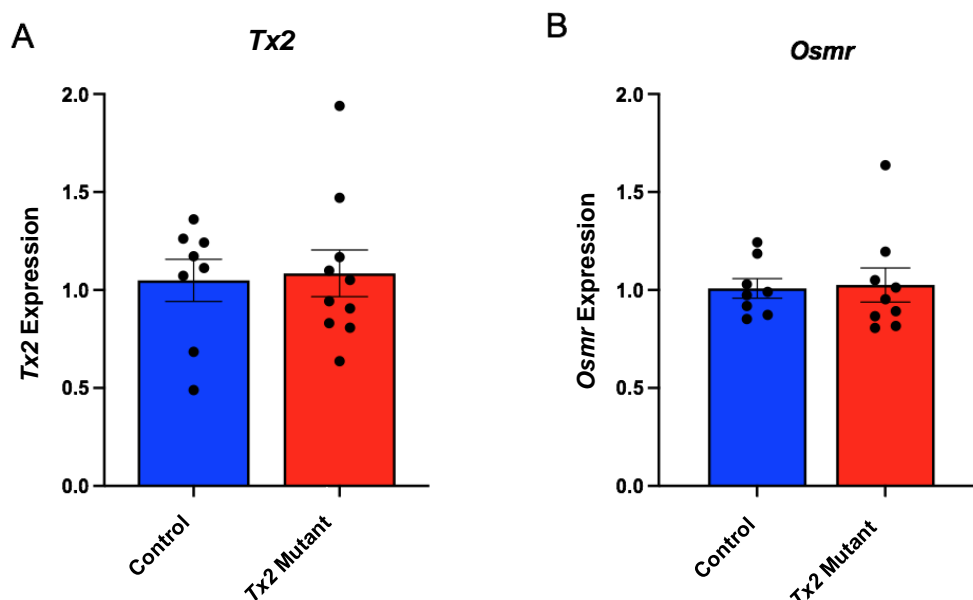 A
Tx2
Tx2 Expression
2.0
1.5
1.0
0.5
0.0
Control
Tx2 Mutant
B
Osmr
Osmr Expression
2.0
1.5
1.0
0.5
0.0
Control
Tx2 Mutant